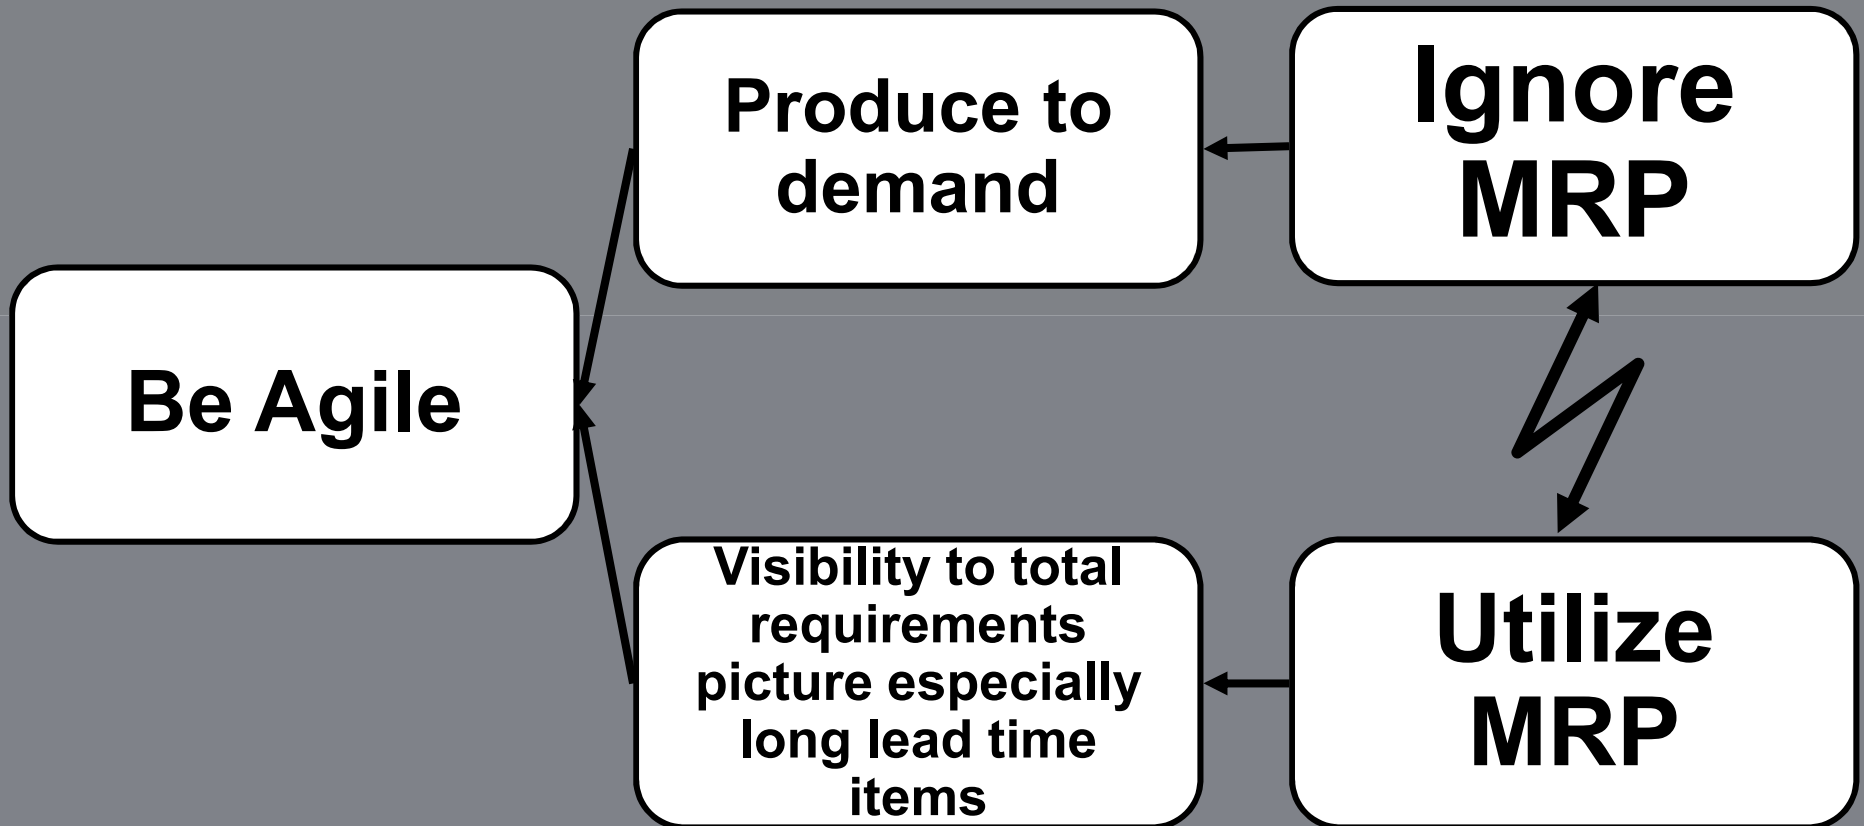 Be Agile
Produce to
demand
Ignore
MRP
Visibility to total
requirements
picture especially
long lead time
items
Utilize
MRP